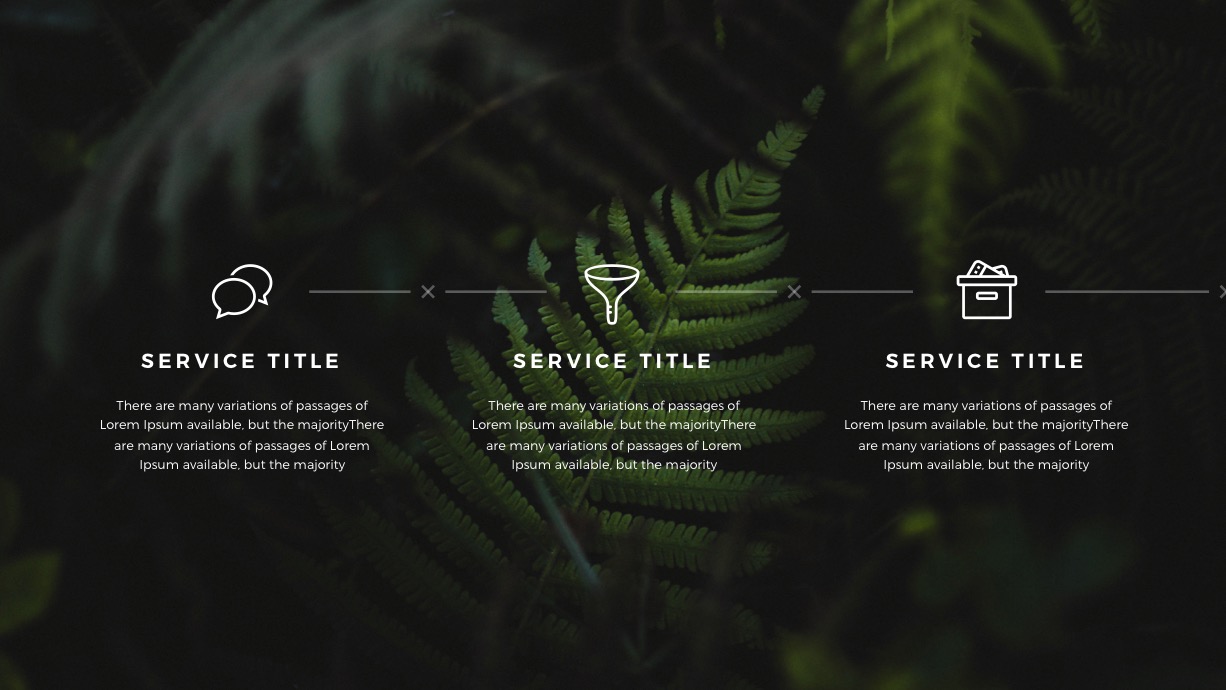 SERVICE TITLE
There are many variations of passages of
Lorem Ipsum available, but the majorityThere
are many variations of passages of Lorem
Ipsum available, but the majority
SERVICE TITLE
There are many variations of passages of
Lorem Ipsum available, but the majorityThere
are many variations of passages of Lorem
Ipsum available, but the majority
SERVICE TITLE
There are many variations of passages of
Lorem Ipsum available, but the majorityThere
are many variations of passages of Lorem
Ipsum available, but the majority